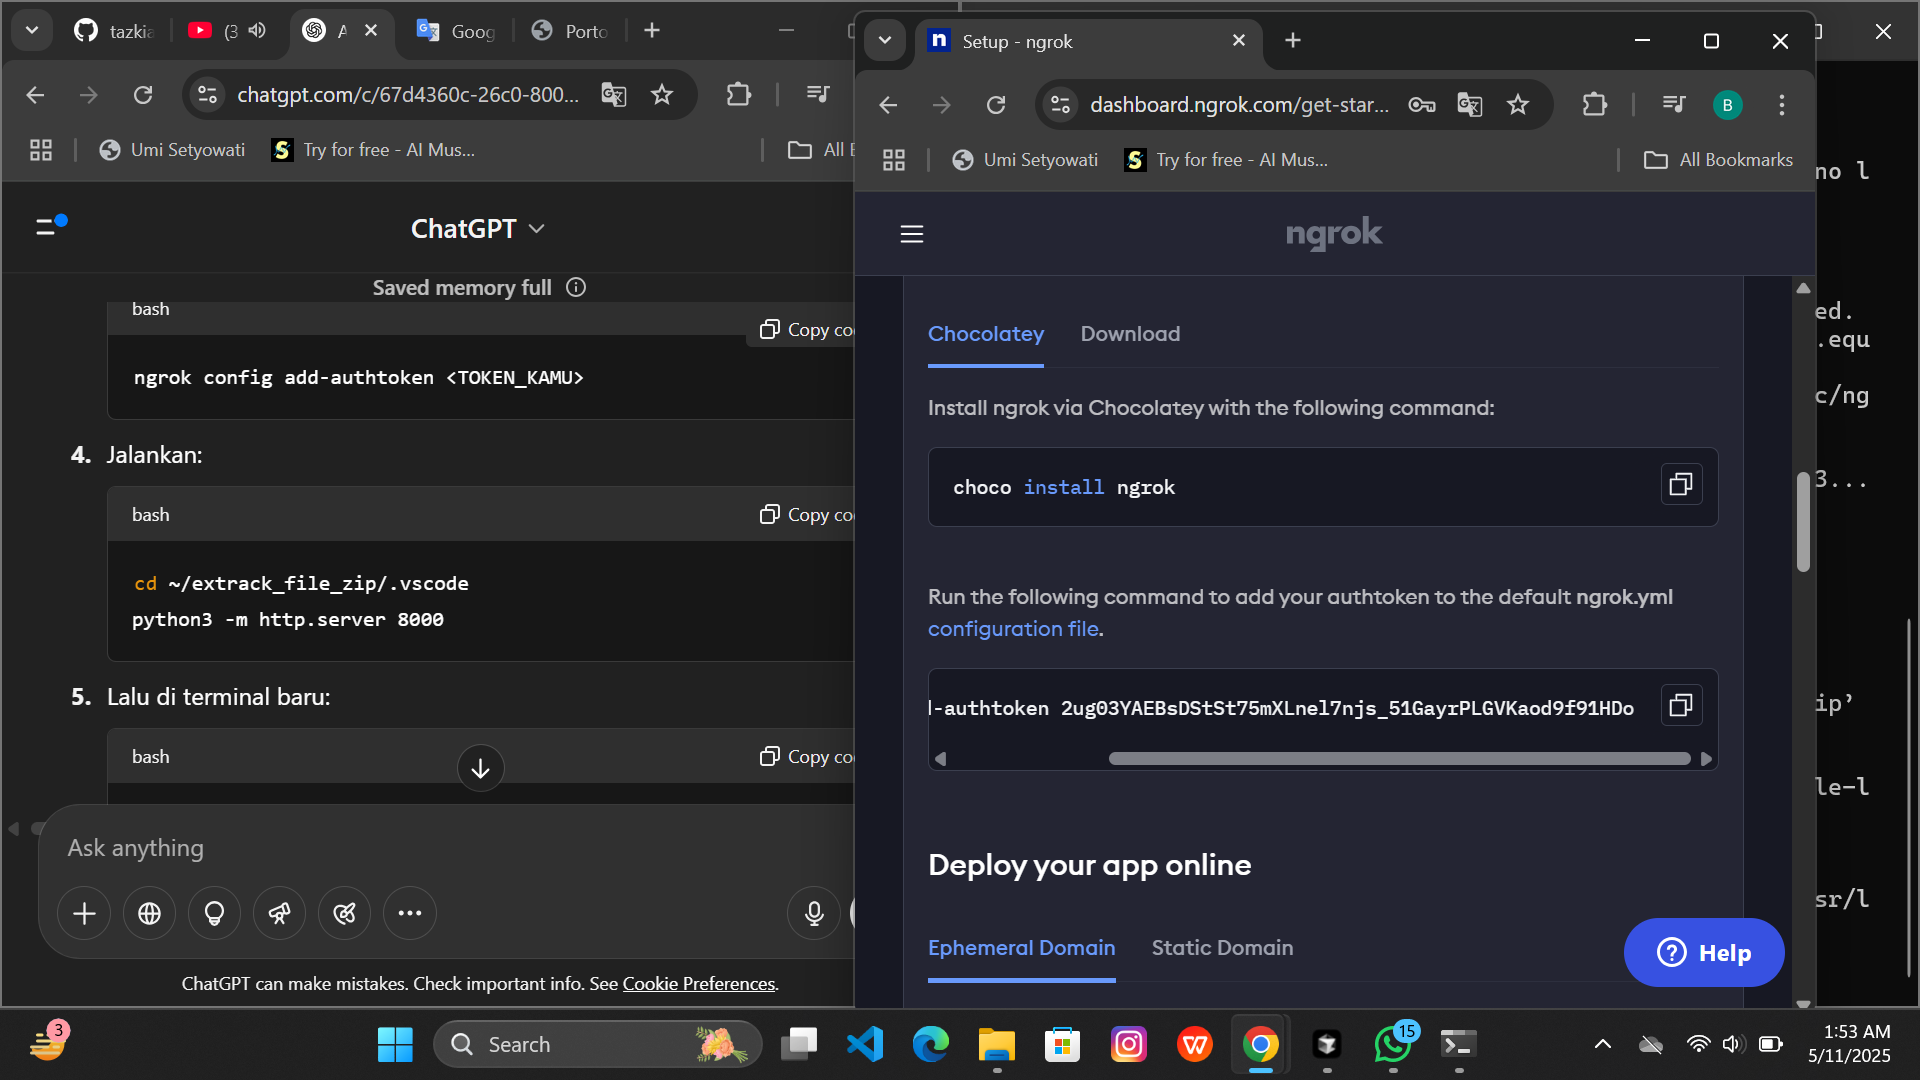 tazkia
(3
A
Goog
Porto
chatgpt.com/c/67d4360c-26c0-800...
Umi Setyowati
Try for free - AI Mus...
All B
ChatGPT
Saved memory full
bash
Copy co
ngrok config add-authtoken <TOKEN_KAMU>
4. Jalankan:
bash
Copy co
cd ~/extrack_file_zip/.vscode
python3 -m http.server 8000
5. Lalu di terminal baru:
bash
Copy co
Ask anything
ChatGPT can make mistakes. Check important info. See Cookie Preferences.
Setup - ngrok
dashboard.ngrok.com/get-star...
B
Umi Setyowati
Try for free - AI Mus...
All Bookmarks
ngrok
Chocolatey
Download
Install ngrok via Chocolatey with the following command:
choco install ngrok
Run the following command to add your authtoken to the default ngrok.yml
configuration file.
d-authtoken 2ug03YAEBsDStSt75mXLnel7njs_51GayrPLGVKaod9f91HDo
Deploy your app online
Ephemeral Domain
Static Domain
Help
no l
ed.
.equ
c/ng
3...
ip’
le-l
sr/l
3
Search
15
1:53 AM
5/11/2025